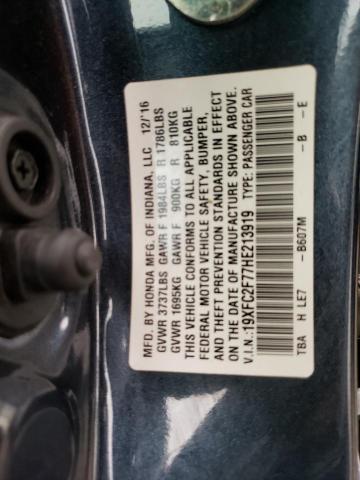 MFD. BY HONDA MFG. OF INDIANA, LLC 12/'16
GVWR 3737LBS GAWR F 1984LBS R 1786LBS
GVWR 1695KG GAWR F 900KG R 810KG
THIS VEHICLE CONFORMS TO ALL APPLICABLE
FEDERAL MOTOR VEHICLE SAFETY, BUMPER,
AND THEFT PREVENTION STANDARDS IN EFFECT
ON THE DATE OF MANUFACTURE SHOWN ABOVE.
V.I.N.:19XFC2F77HE213919 TYPE: PASSENGER CAR
TBA H LE7 -B607M -B -E